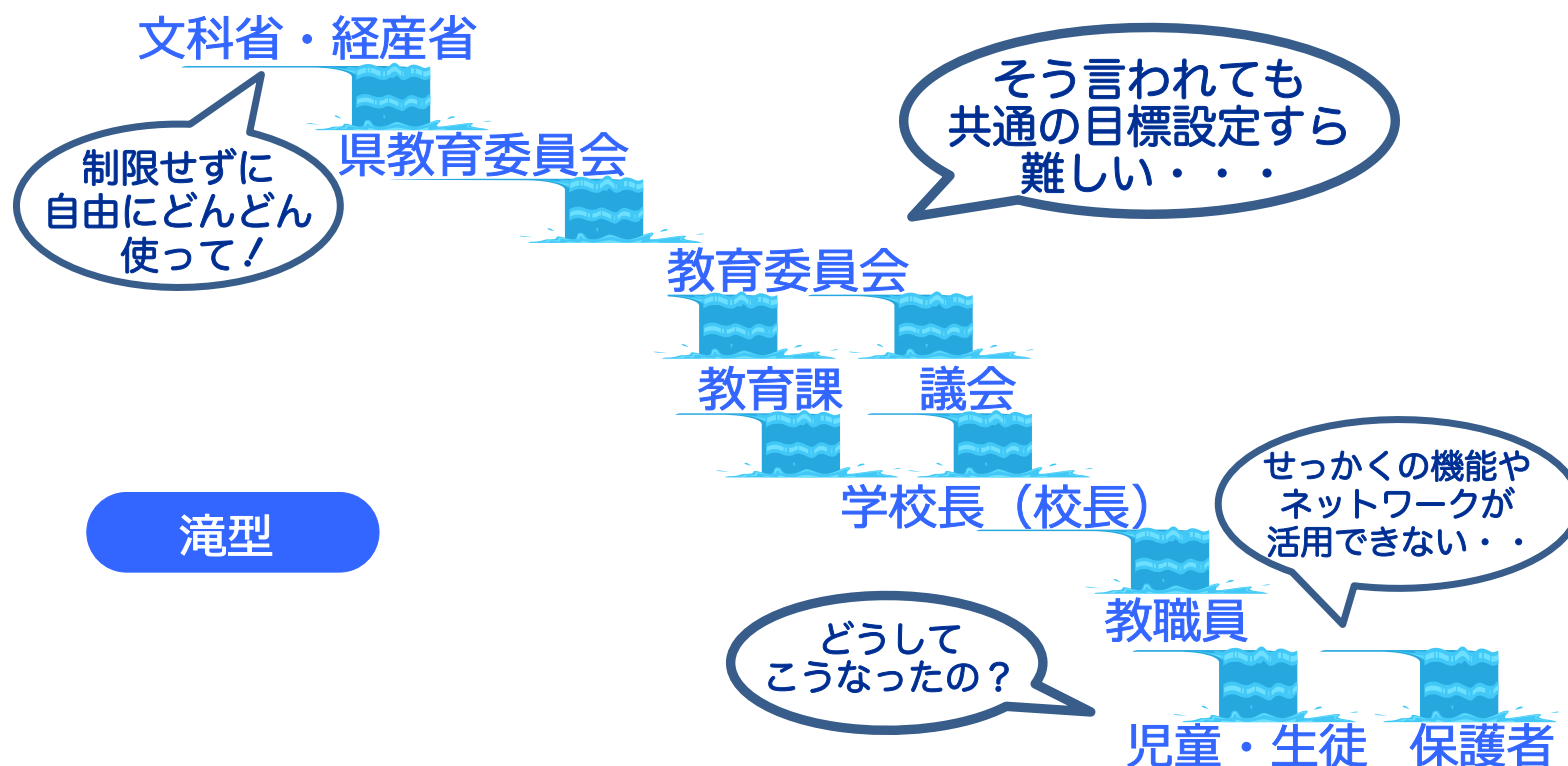 文科省・経産省
制限せずに
自由にどんどん
使って!
県教育委員会
そう言われても
共通の目標設定すら
難しい・・・
教育委員会
教育課
議会
学校長（校長）
滝型
せっかくの機能や
ネットワークが
活用できない・・
教職員
どうして
こうなったの？
児童・生徒
保護者